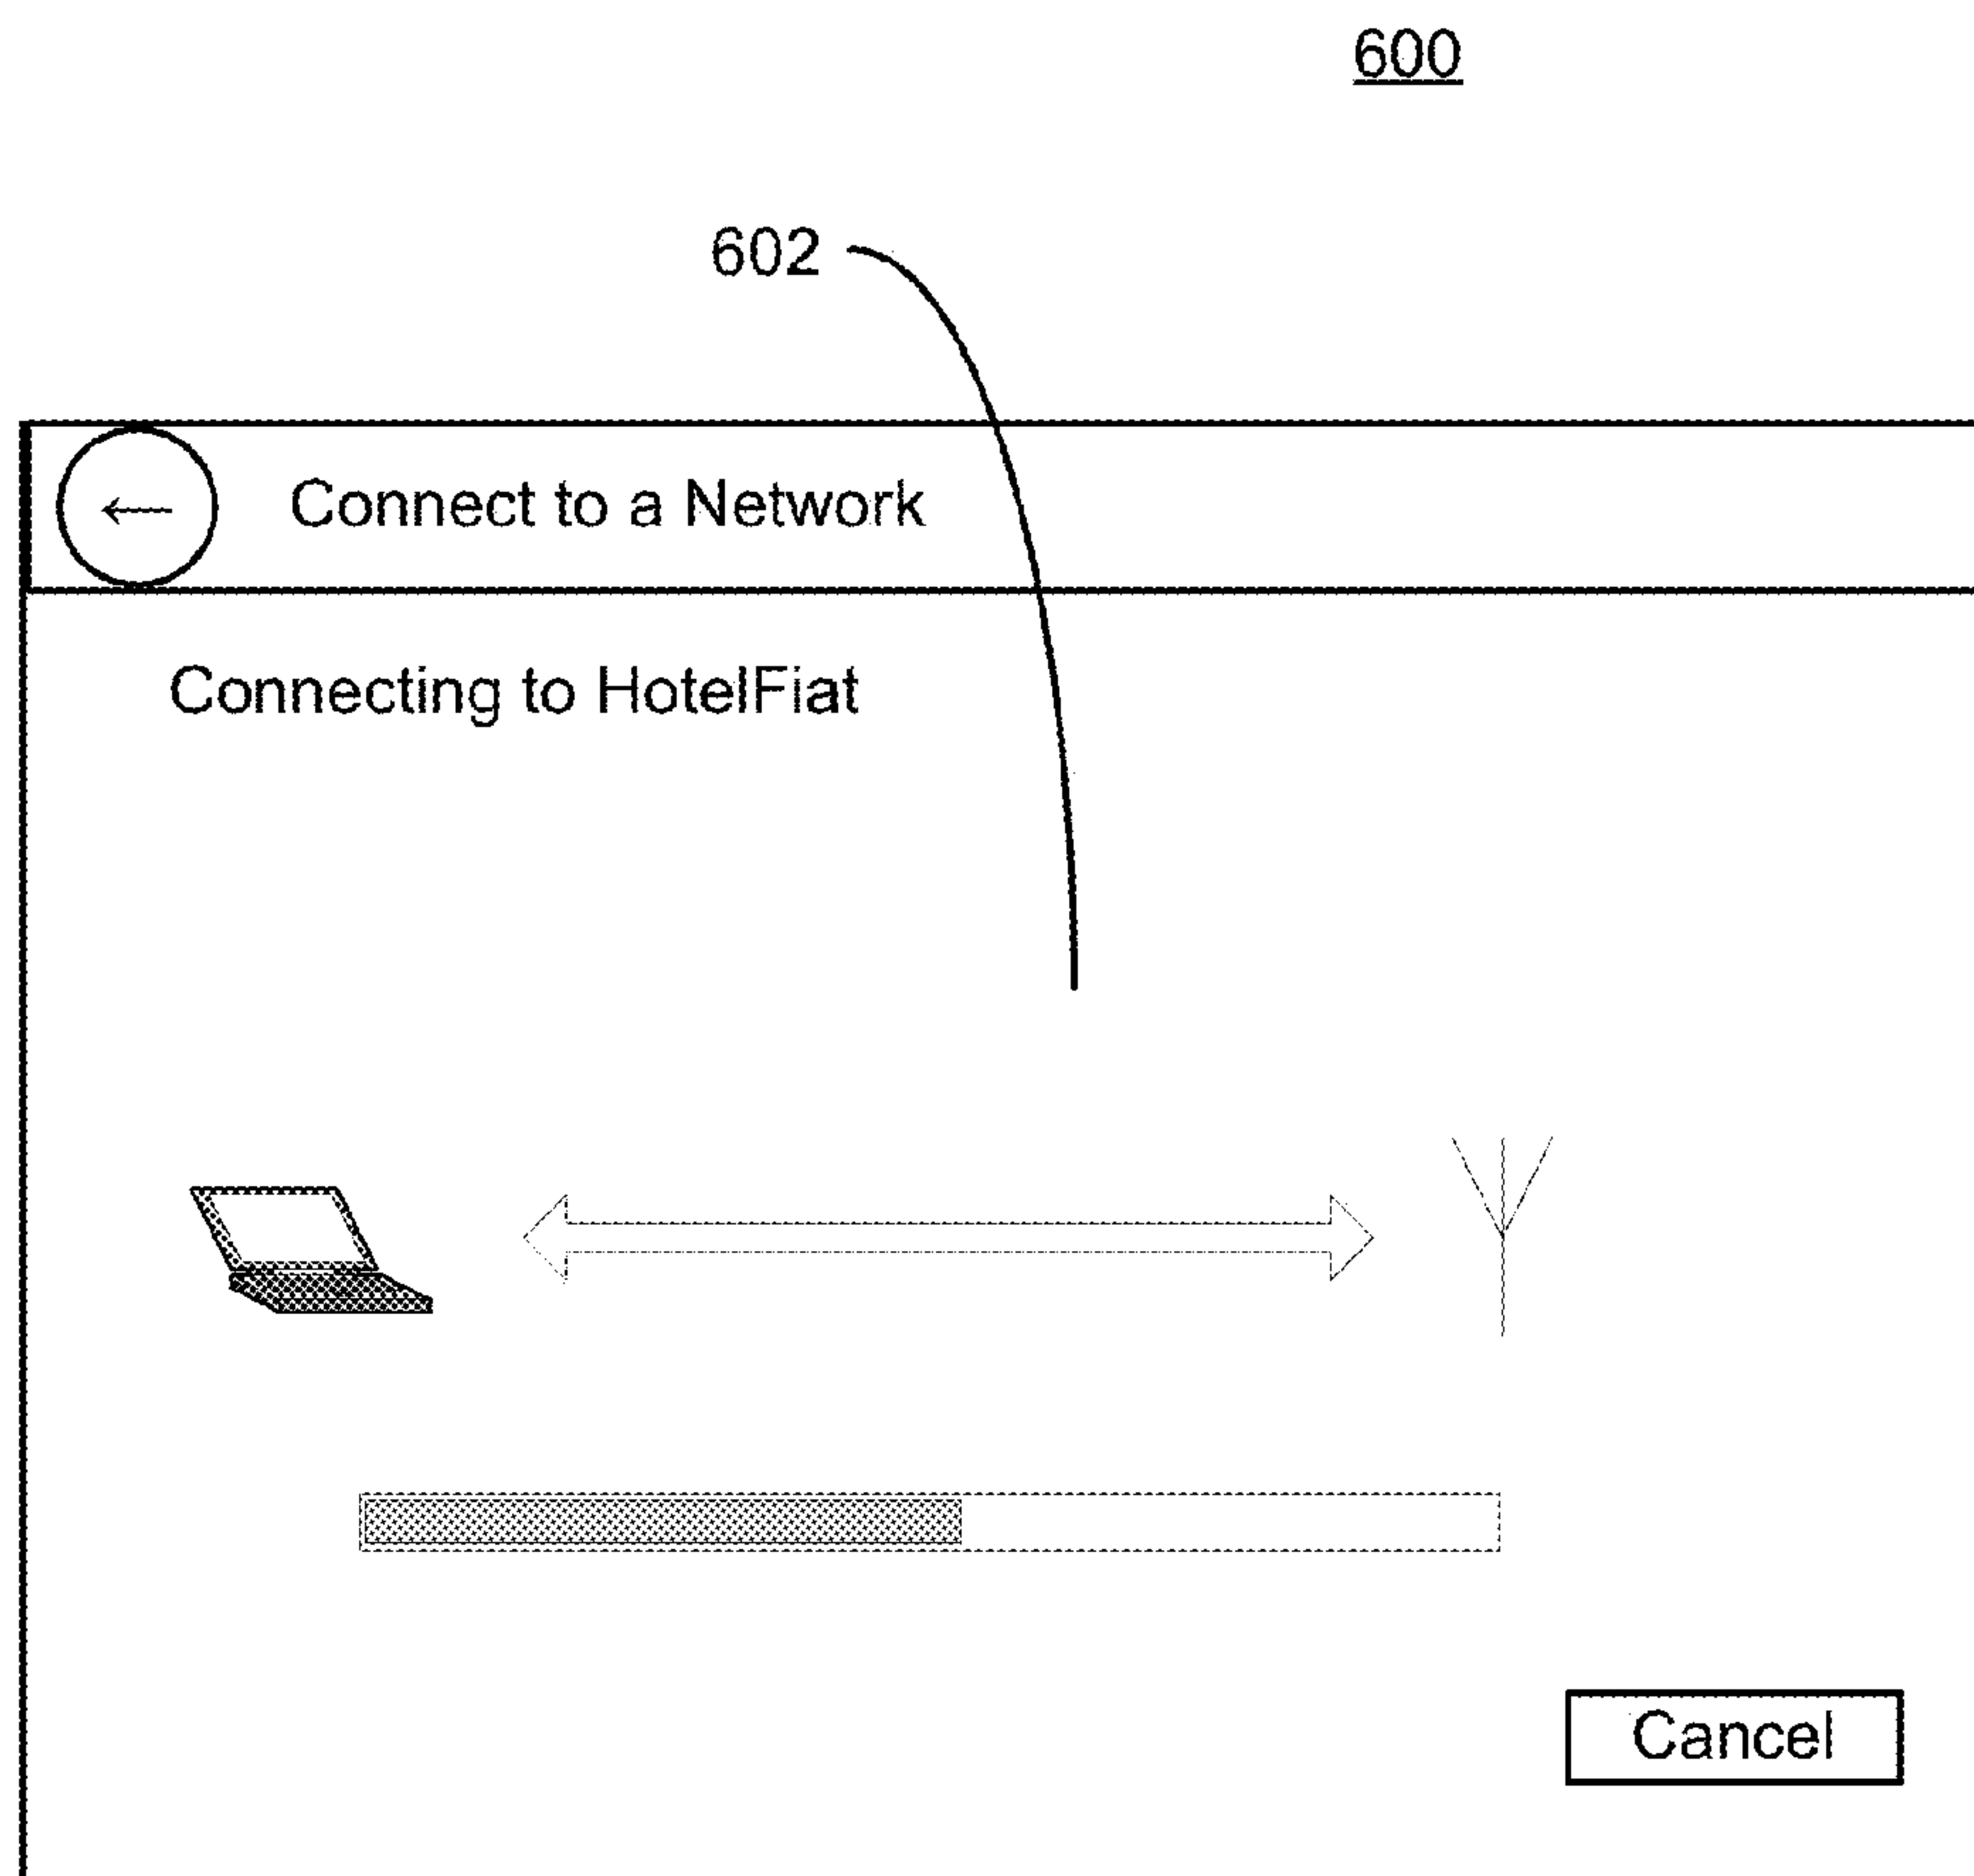 600
602
← Connect to a Network
Connecting to HotelFiat
Cancel